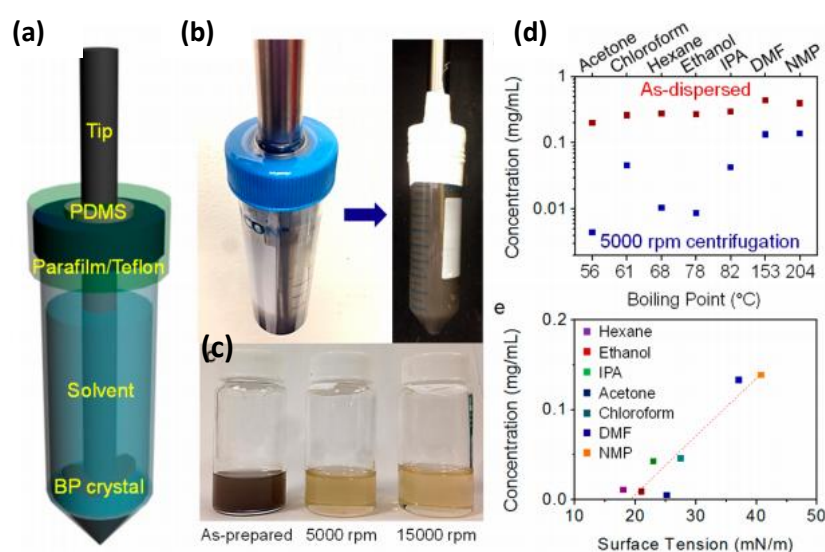 (a)
Tip
PDMS
Parafilm/Teflon
Solvent
BP crystal
(b)
(c)
As-prepared 5000 rpm 15000 rpm
(d)
Acetone Chloroform Hexane Ethanol IPA DMF NMP
Concentration (mg/mL)
1
0.1
0.01
As-dispersed
5000 rpm centrifugation
56 61 68 78 82 153 204
Boiling Point (°C)
e
Concentration (mg/mL)
0.2
0.1
0.0
Hexane
Ethanol
IPA
Acetone
Chloroform
DMF
NMP
10 20 30 40 50
Surface Tension (mN/m)